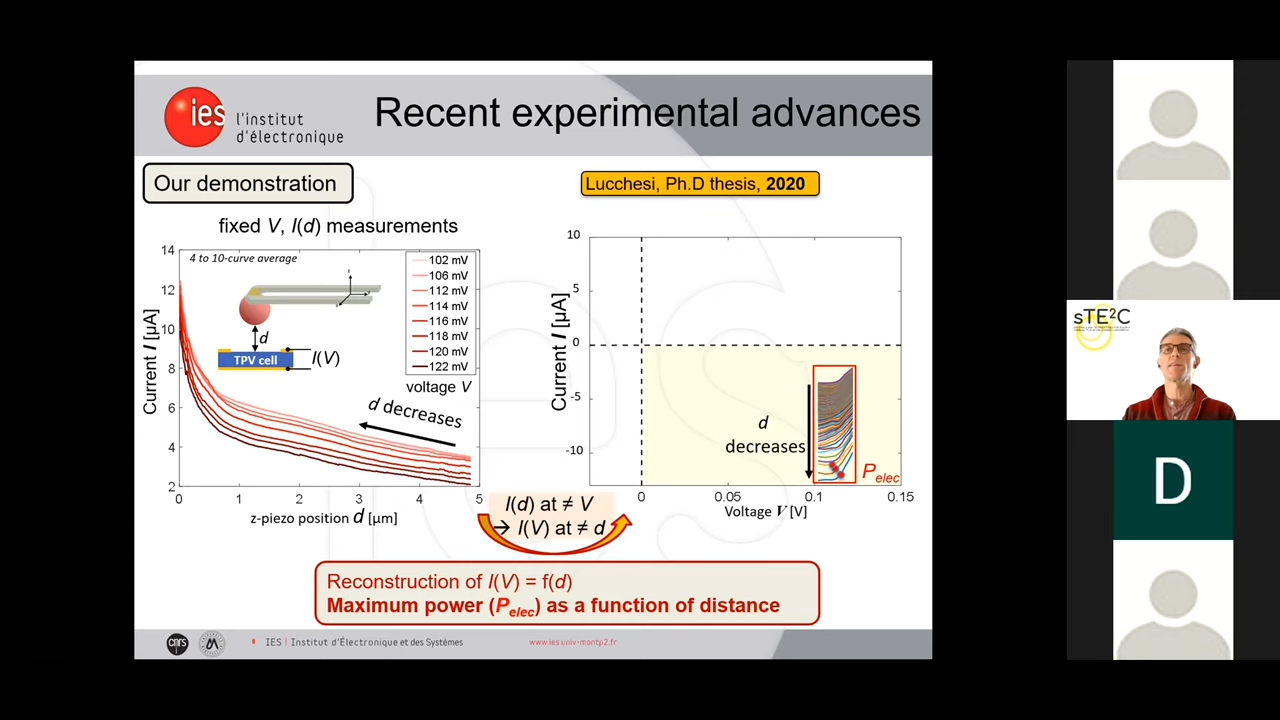 ies
l'institut
d'électronique
Recent experimental advances
Our demonstration
Lucchesi, Ph.D thesis, 2020
fixed V, I(d) measurements
4 to 10-curve average
14
12
10
8
6
4
2
0
1
2
3
4
5
Current I [µA]
z-piezo position d [µm]
102 mV
106 mV
112 mV
114 mV
116 mV
118 mV
120 mV
122 mV
voltage V
d
TPV cell
I(V)
d decreases
10
5
0
-5
-10
0
0.05
0.1
0.15
Current I [µA]
Voltage V [V]
d
decreases
Pelec
I(d) at ≠ V
→ I(V) at ≠ d
Reconstruction of I(V) = f(d)
Maximum power (Pelec) as a function of distance
cnrs
IES | Institut d'Électronique et des Systèmes
www.ies.univ-montp2.fr
sTE²C
D